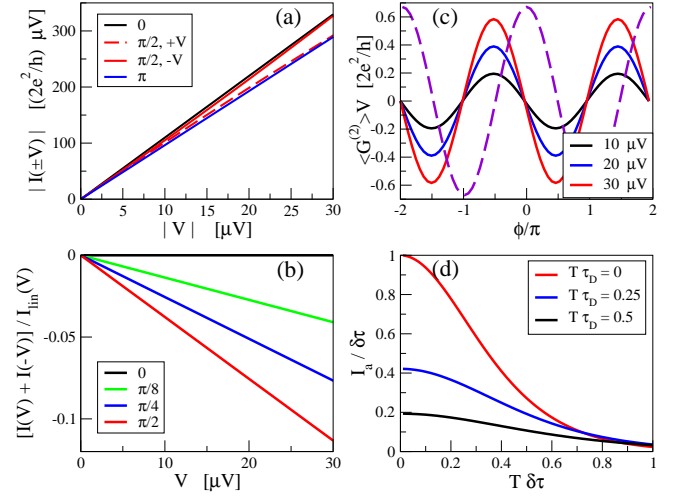 (a)
| I(±V) | [(2e²/h) μV]
300
200
100
0
0
π/2, +V
π/2, -V
π
0 5 10 15 20 25 30
| V | [μV]
(c)
<G⁽²⁾>V [2e²/h]
0.6
0.4
0.2
0
-0.2
-0.4
-0.6
10 μV
20 μV
30 μV
-2 -1 0 1 2
ϕ/π
(b)
[I(V) + I(-V)] / I_lin(V)
0
-0.05
-0.1
0
π/8
π/4
π/2
0 10 20 30
V [μV]
(d)
I_a / δτ
1
0.8
0.6
0.4
0.2
0
T τ_D = 0
T τ_D = 0.25
T τ_D = 0.5
0 0.2 0.4 0.6 0.8 1
T δτ